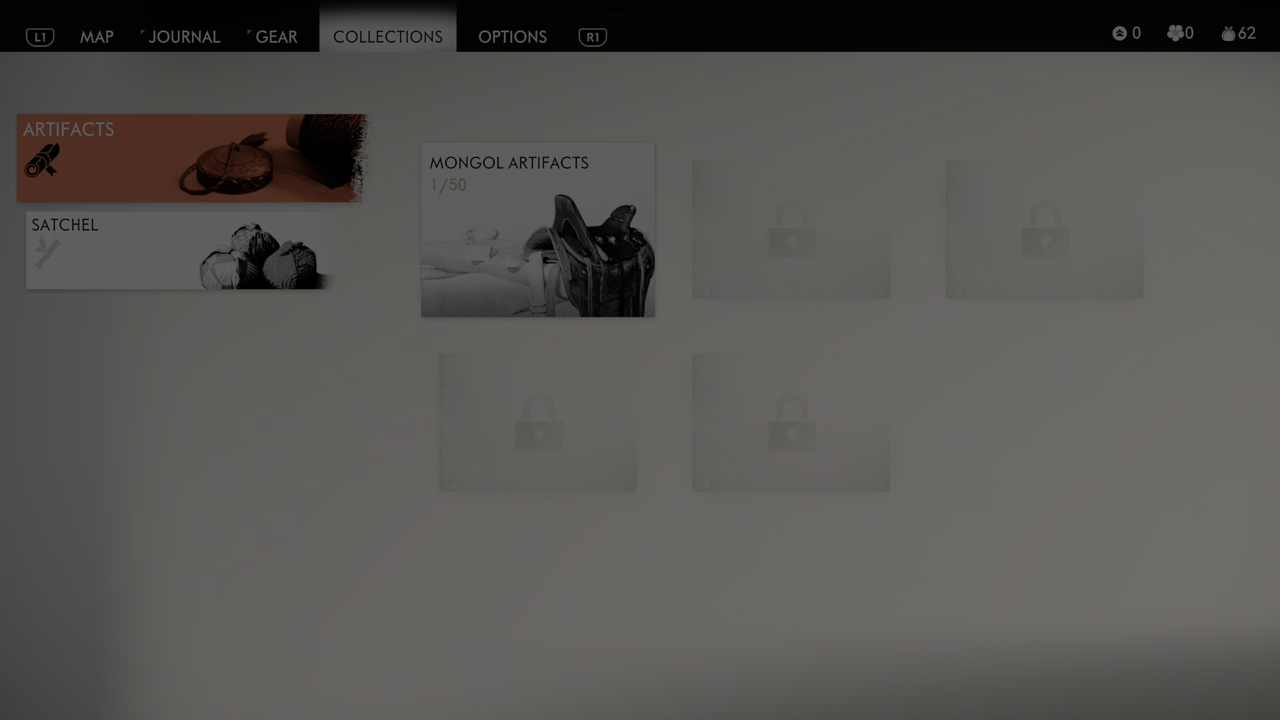 L1 MAP JOURNAL GEAR COLLECTIONS OPTIONS R1 0 0 62
ARTIFACTS
SATCHEL
MONGOL ARTIFACTS
1/50